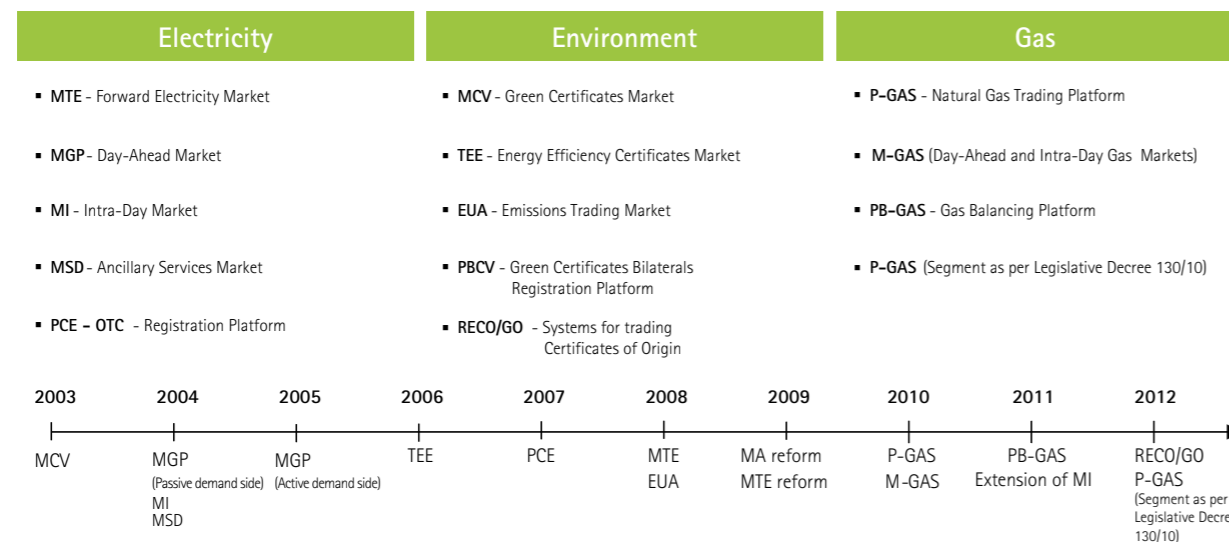 Electricity
Environment
Gas
▪ MTE - Forward Electricity Market
▪ MGP - Day-Ahead Market
▪ MI - Intra-Day Market
▪ MSD - Ancillary Services Market
▪ PCE - OTC - Registration Platform
▪ MCV - Green Certificates Market
▪ TEE - Energy Efficiency Certificates Market
▪ EUA - Emissions Trading Market
▪ PBCV - Green Certificates Bilaterals
Registration Platform
▪ RECO/GO - Systems for trading
Certificates of Origin
▪ P-GAS - Natural Gas Trading Platform
▪ M-GAS (Day-Ahead and Intra-Day Gas Markets)
▪ PB-GAS - Gas Balancing Platform
▪ P-GAS (Segment as per Legislative Decree 130/10)
2003 2004 2005 2006 2007 2008 2009 2010 2011 2012
MCV
MGP
(Passive demand side)
MI
MSD
MGP
(Active demand side)
TEE
PCE
MTE
EUA
MA reform
MTE reform
P-GAS
M-GAS
PB-GAS
Extension of MI
RECO/GO
P-GAS
(Segment as per
Legislative Decre
130/10)